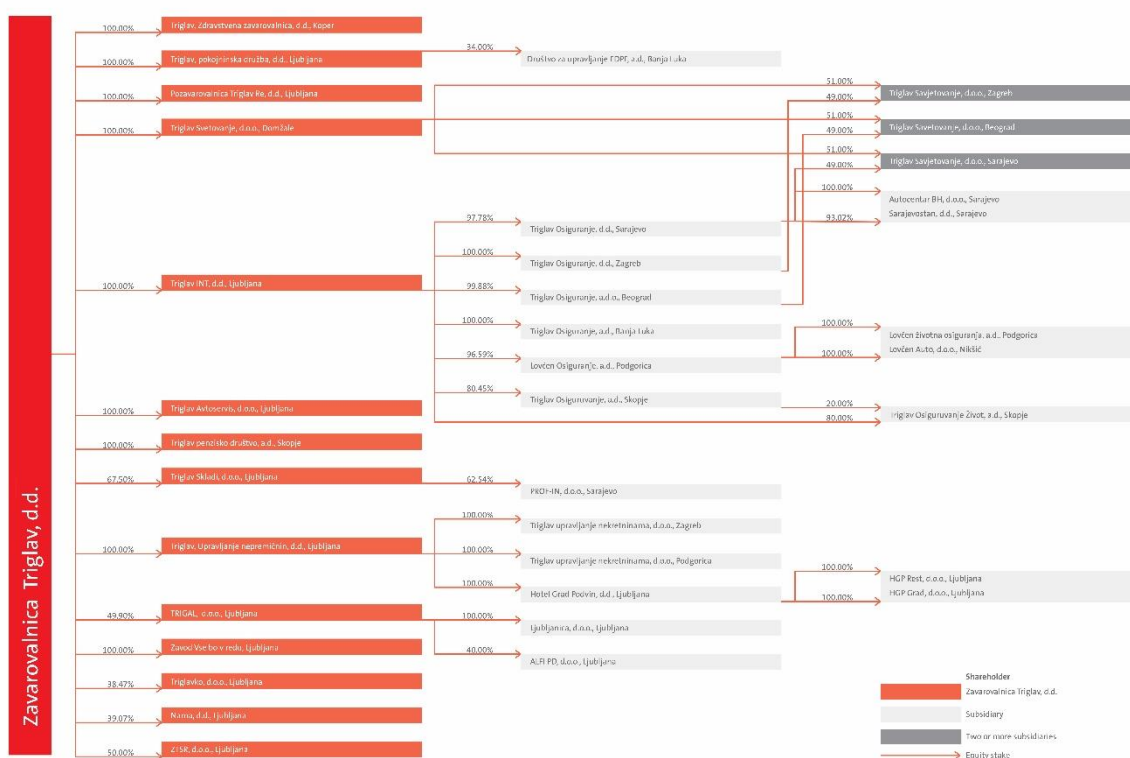 Zavarovalnica Triglav, d.d.
100.00% Triglav, Zdravstvena zavarovalnica, d.d., Koper
100.00% Triglav, pokojninska družba, d.d., Ljubljana
34.00% Društvo za upravljanje EDPF, a.d., Banja Luka
100.00% Pozavarovalnica Triglav Re, d.d., Ljubljana
100.00% Triglav Svetovanje, d.o.o., Domžale
51.00%
49.00%
Triglav Savjetovanje, d.o.o., Zagreb
51.00%
49.00%
Triglav Savetovanje, d.o.o., Beograd
51.00%
49.00%
Triglav Savjetovanje, d.o.o., Sarajevo
100.00% Autocentar BH, d.o.o., Sarajevo
93.02% Sarajevostan, d.d., Sarajevo
100.00% Triglav INT, d.d., Ljubljana
97.78% Triglav Osiguranje, d.d., Sarajevo
100.00% Triglav Osiguranje, d.d., Zagreb
99.88% Triglav Osiguranje, a.d.o., Beograd
100.00% Triglav Osiguranje, a.d., Banja Luka
96.59% Lovćen Osiguranje, a.d., Podgorica
100.00% Lovćen životna osiguranja, a.d., Podgorica
100.00% Lovćen Auto, d.o.o., Nikšić
80.45% Triglav Osiguruvanje, a.d., Skopje
20.00%
80.00%
Triglav Osiguruvanje Život, a.d., Skopje
100.00% Triglav Avtoservis, d.o.o., Ljubljana
100.00% Triglav penzisko društvo, a.d., Skopje
67.50% Triglav Skladi, d.o.o., Ljubljana
62.54% PROF-IN, d.o.o., Sarajevo
100.00% Triglav, Upravljanje nepremičnin, d.d., Ljubljana
100.00% Triglav upravljanje nekretninama, d.o.o., Zagreb
100.00% Triglav upravljanje nekretninama, d.o.o., Podgorica
100.00% Hotel Grad Podvin, d.d., Ljubljana
100.00% HGP Rest, d.o.o., Ljubljana
100.00% HGP Grad, d.o.o., Ljubljana
49.90% TRIGAL, d.o.o., Ljubljana
100.00% Ljubljanica, d.o.o., Ljubljana
40.00% ALFI PD, d.o.o., Ljubljana
100.00% Zavod Vse bo v redu, Ljubljana
38.47% Triglavko, d.o.o., Ljubljana
39.07% Nama, d.d., Ljubljana
50.00% ZTSR, d.o.o., Ljubljana
Shareholder
Zavarovalnica Triglav, d.d.
Subsidiary
Two or more subsidiaries
Equity stake